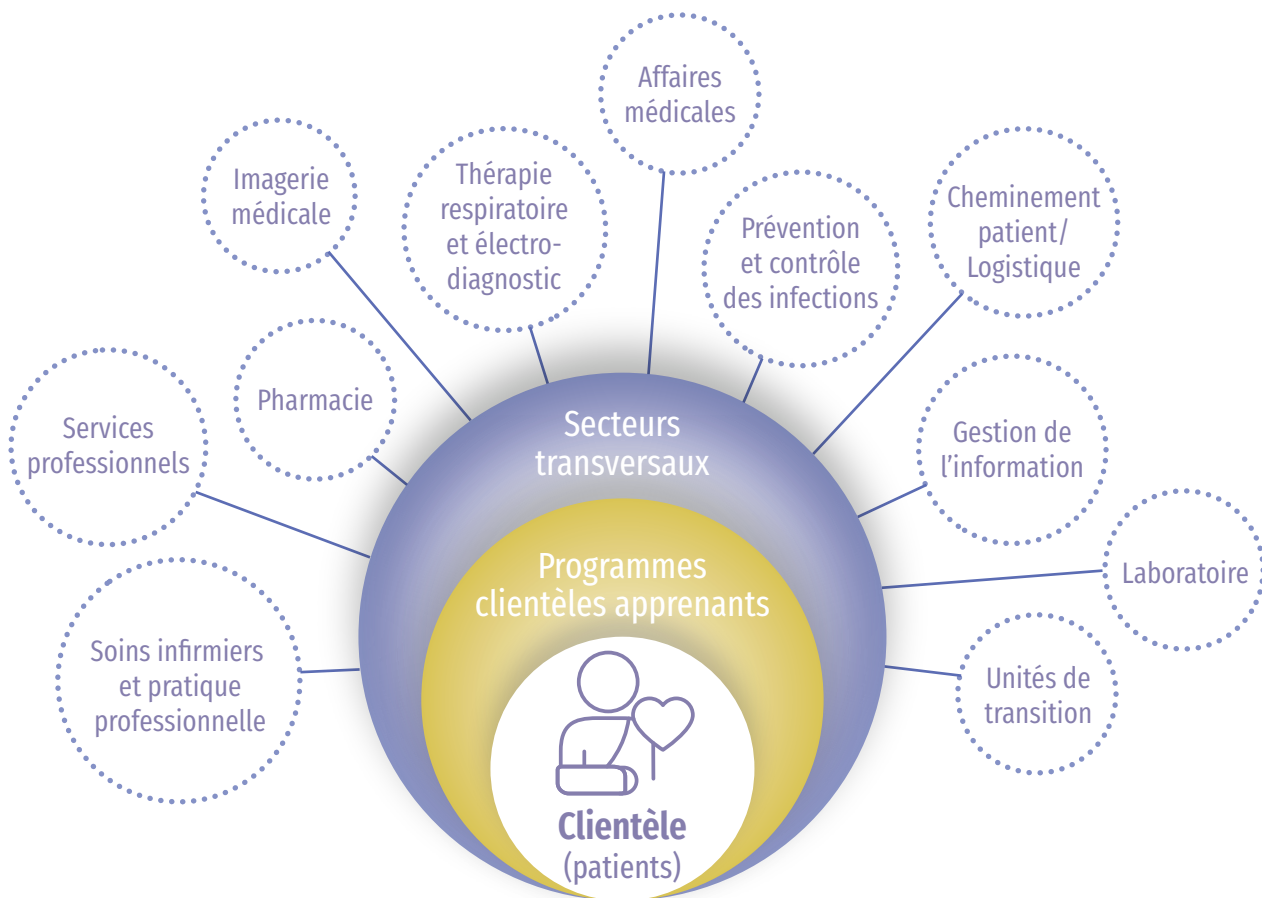 Affaires
médicales
Imagerie
médicale
Thérapie
respiratoire
et électro-
diagnostic
Prévention
et contrôle
des infections
Cheminement
patient/
Logistique
Pharmacie
Services
professionnels
Gestion de
l'information
Laboratoire
Soins infirmiers
et pratique
professionnelle
Unités de
transition
Secteurs
transversaux
Programmes
clientèles apprenants
Clientèle
(patients)